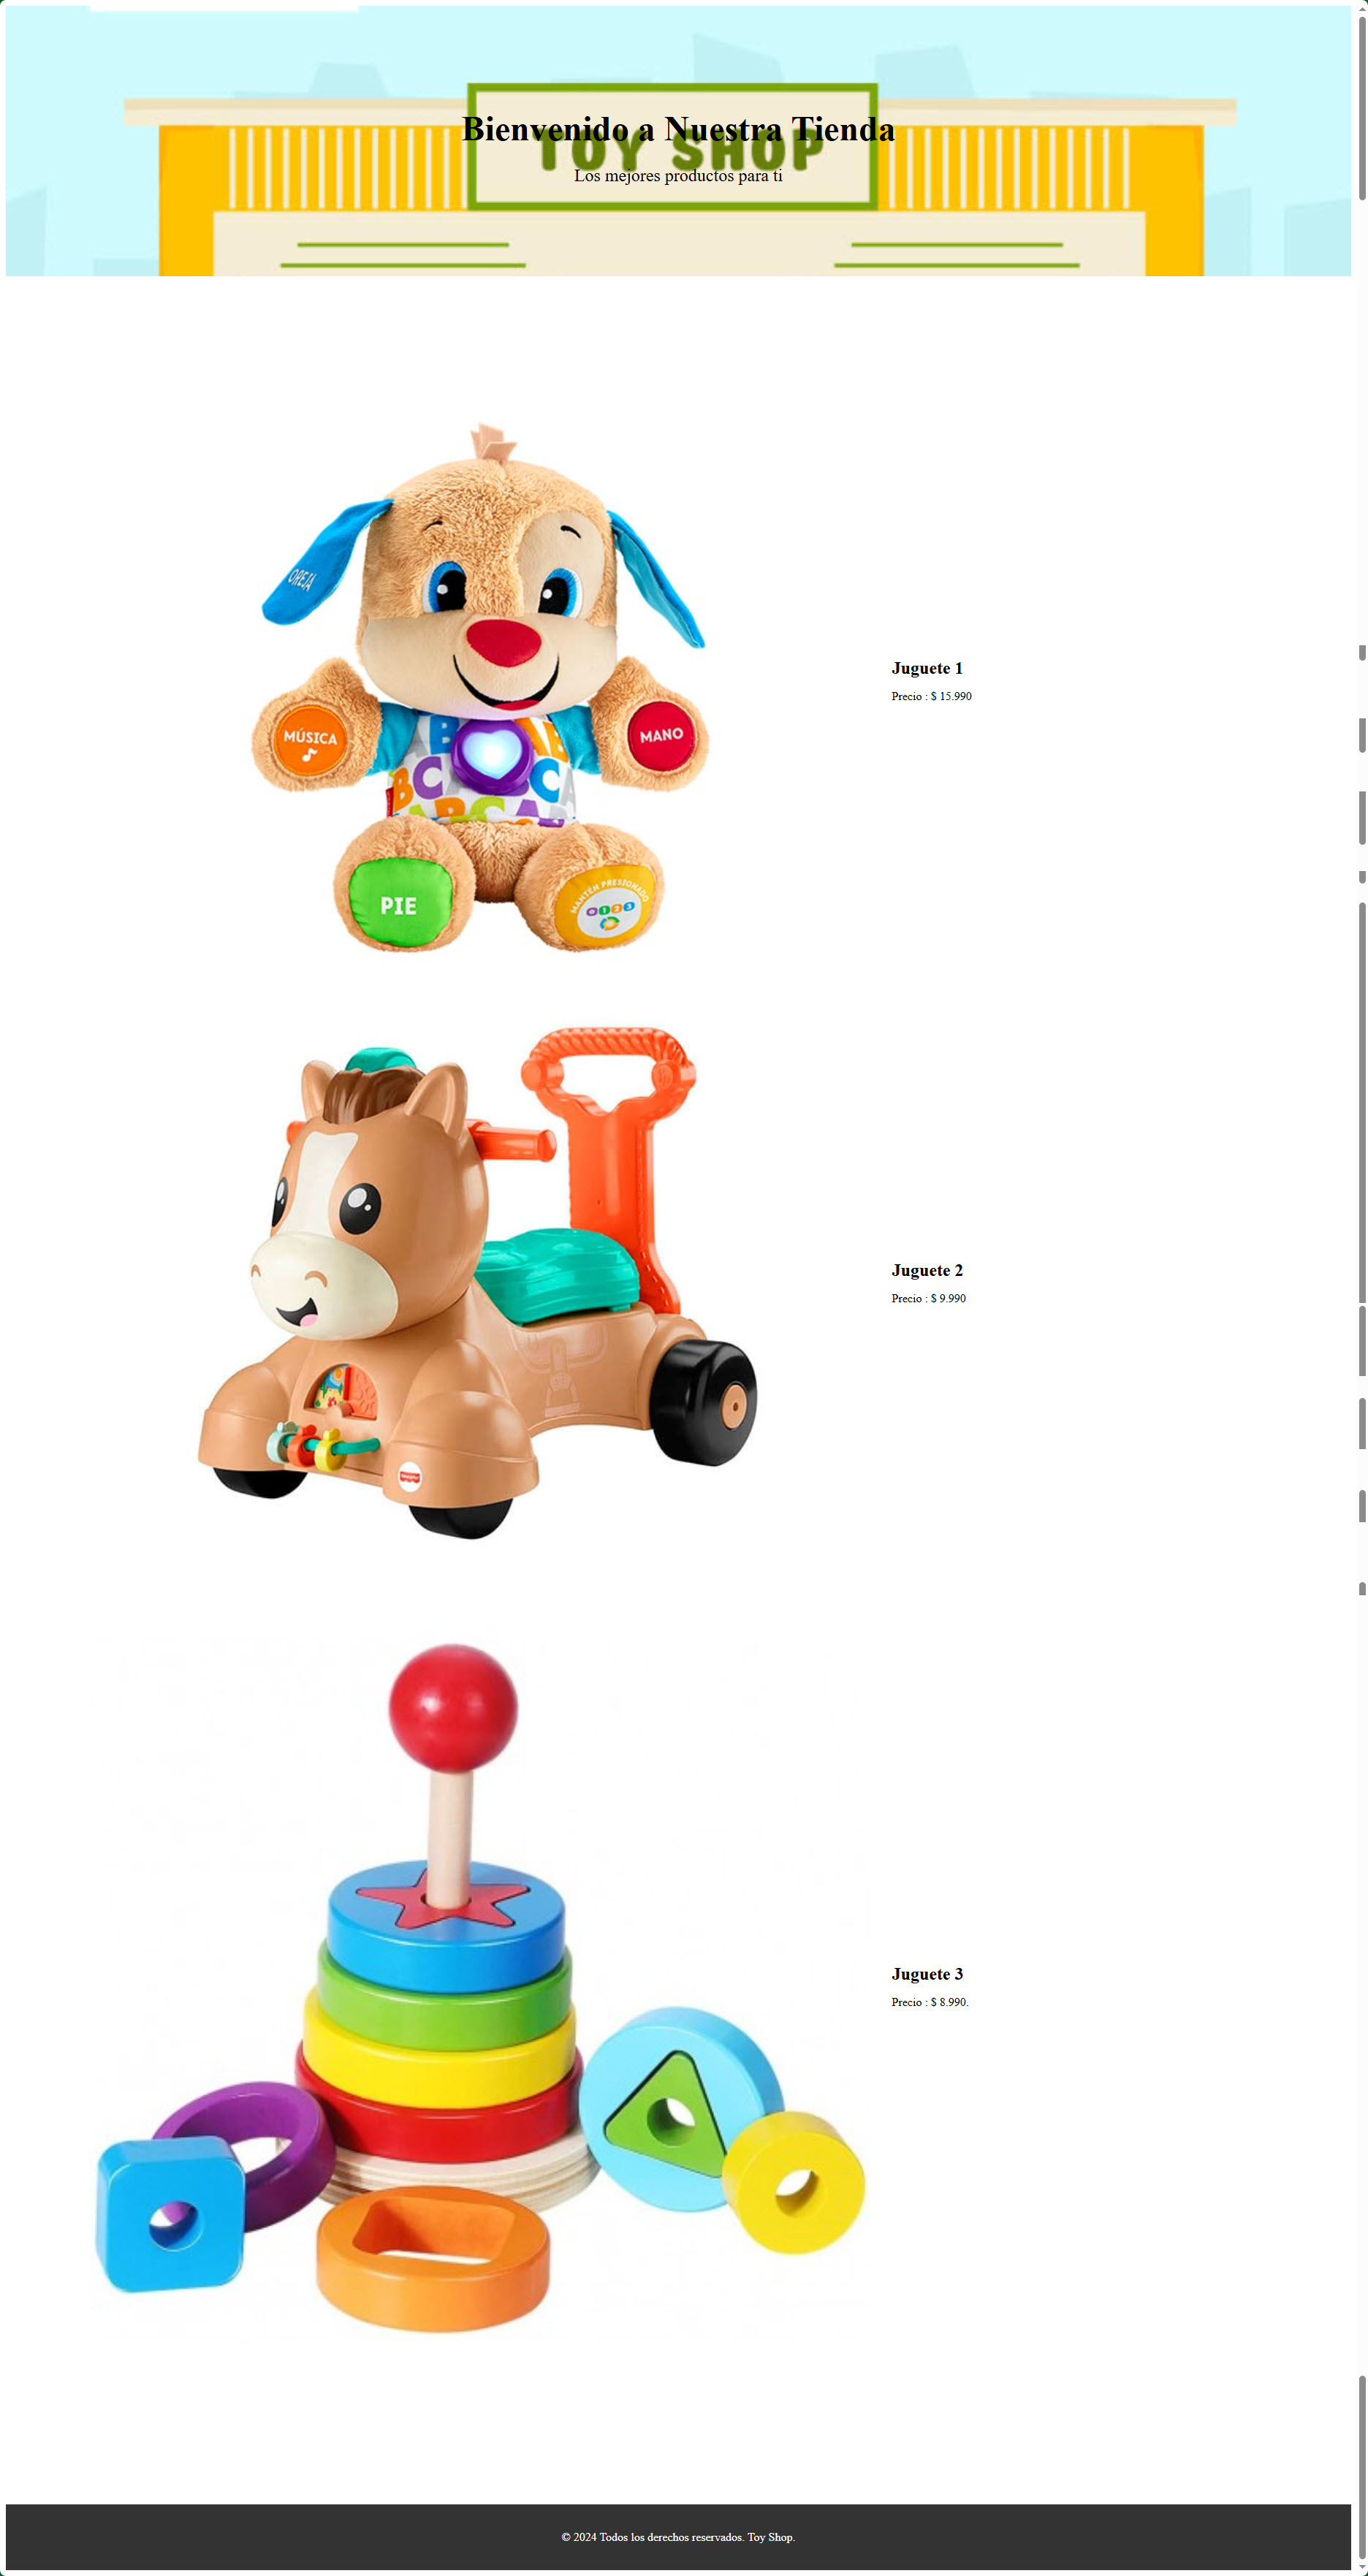 TOY SHOP
Bienvenido a Nuestra Tienda
Los mejores productos para ti
OREJA
MÚSICA
MANO
PIE
MANTÉN PRESIONADO
Juguete 1
Precio : $ 15.990
Juguete 2
Precio : $ 9.990
Juguete 3
Precio : $ 8.990.
© 2024 Todos los derechos reservados. Toy Shop.